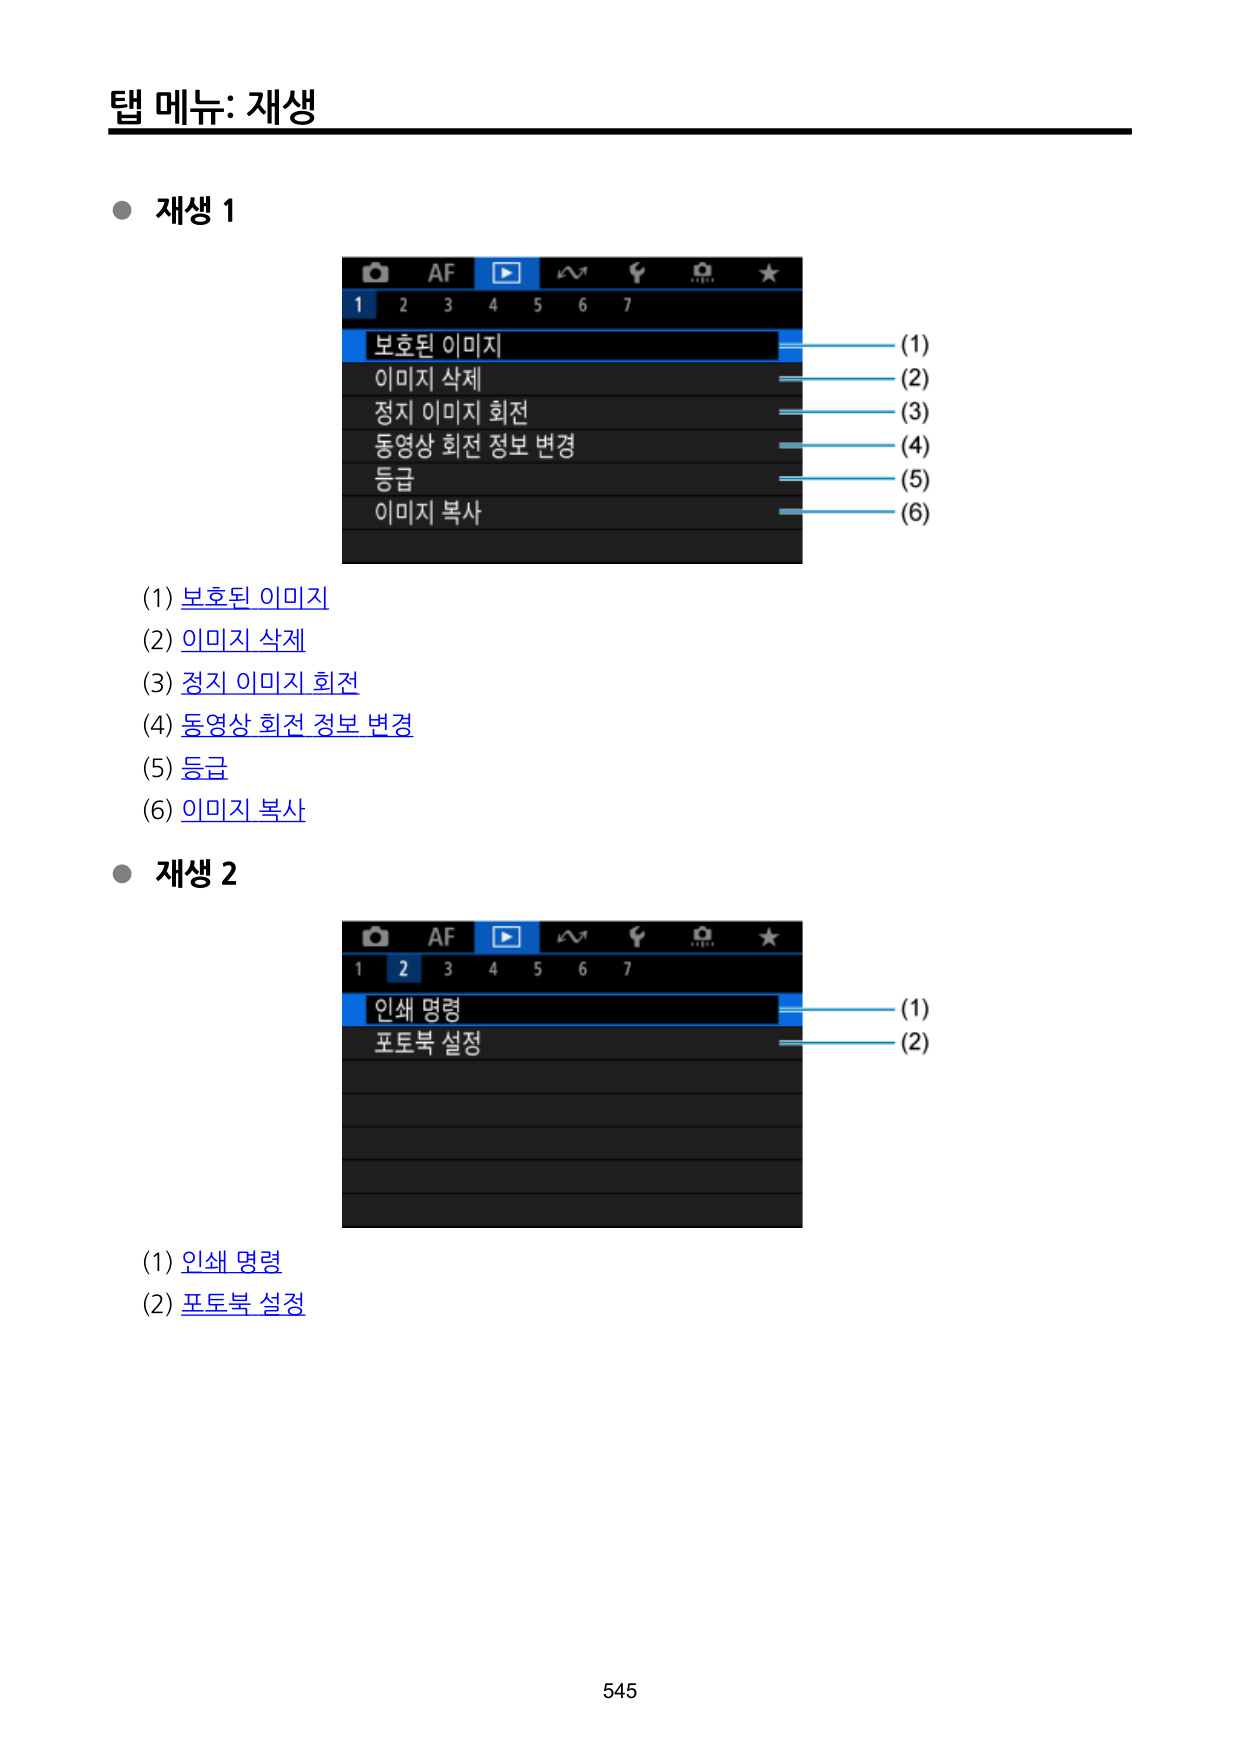 탭 메뉴: 재생
● 재생 1
AF
1 2 3 4 5 6 7
보호된 이미지 (1)
이미지 삭제 (2)
정지 이미지 회전 (3)
동영상 회전 정보 변경 (4)
등급 (5)
이미지 복사 (6)
(1) 보호된 이미지
(2) 이미지 삭제
(3) 정지 이미지 회전
(4) 동영상 회전 정보 변경
(5) 등급
(6) 이미지 복사
● 재생 2
AF
1 2 3 4 5 6 7
인쇄 명령 (1)
포토북 설정 (2)
(1) 인쇄 명령
(2) 포토북 설정
545